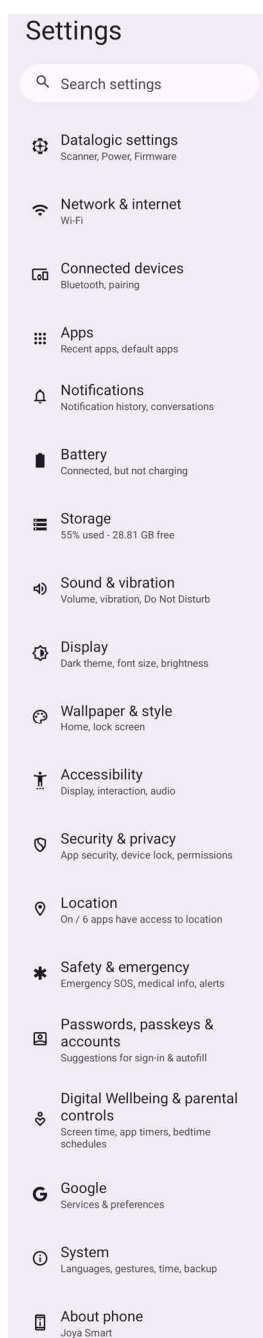 Settings
Search settings
Datalogic settings
Scanner, Power, Firmware
Network & internet
Wi-Fi
Connected devices
Bluetooth, pairing
Apps
Recent apps, default apps
Notifications
Notification history, conversations
Battery
Connected, but not charging
Storage
55% used - 28.81 GB free
Sound & vibration
Volume, vibration, Do Not Disturb
Display
Dark theme, font size, brightness
Wallpaper & style
Home, lock screen
Accessibility
Display, interaction, audio
Security & privacy
App security, device lock, permissions
Location
On / 6 apps have access to location
Safety & emergency
Emergency SOS, medical info, alerts
Passwords, passkeys &
accounts
Suggestions for sign-in & autofill
Digital Wellbeing & parental
controls
Screen time, app timers, bedtime
schedules
Google
Services & preferences
System
Languages, gestures, time, backup
About phone
Joya Smart